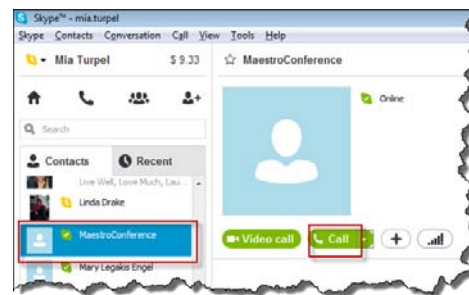 Skype™ - mia.turpel
Skype Contacts Conversation Call View Tools Help
Mia Turpel $ 9.33
MaestroConference
Online
Search
Contacts Recent
Live Well, Love Much, Lau...
Linda Drake
MaestroConference
Mary Legakis Engel
Video call Call